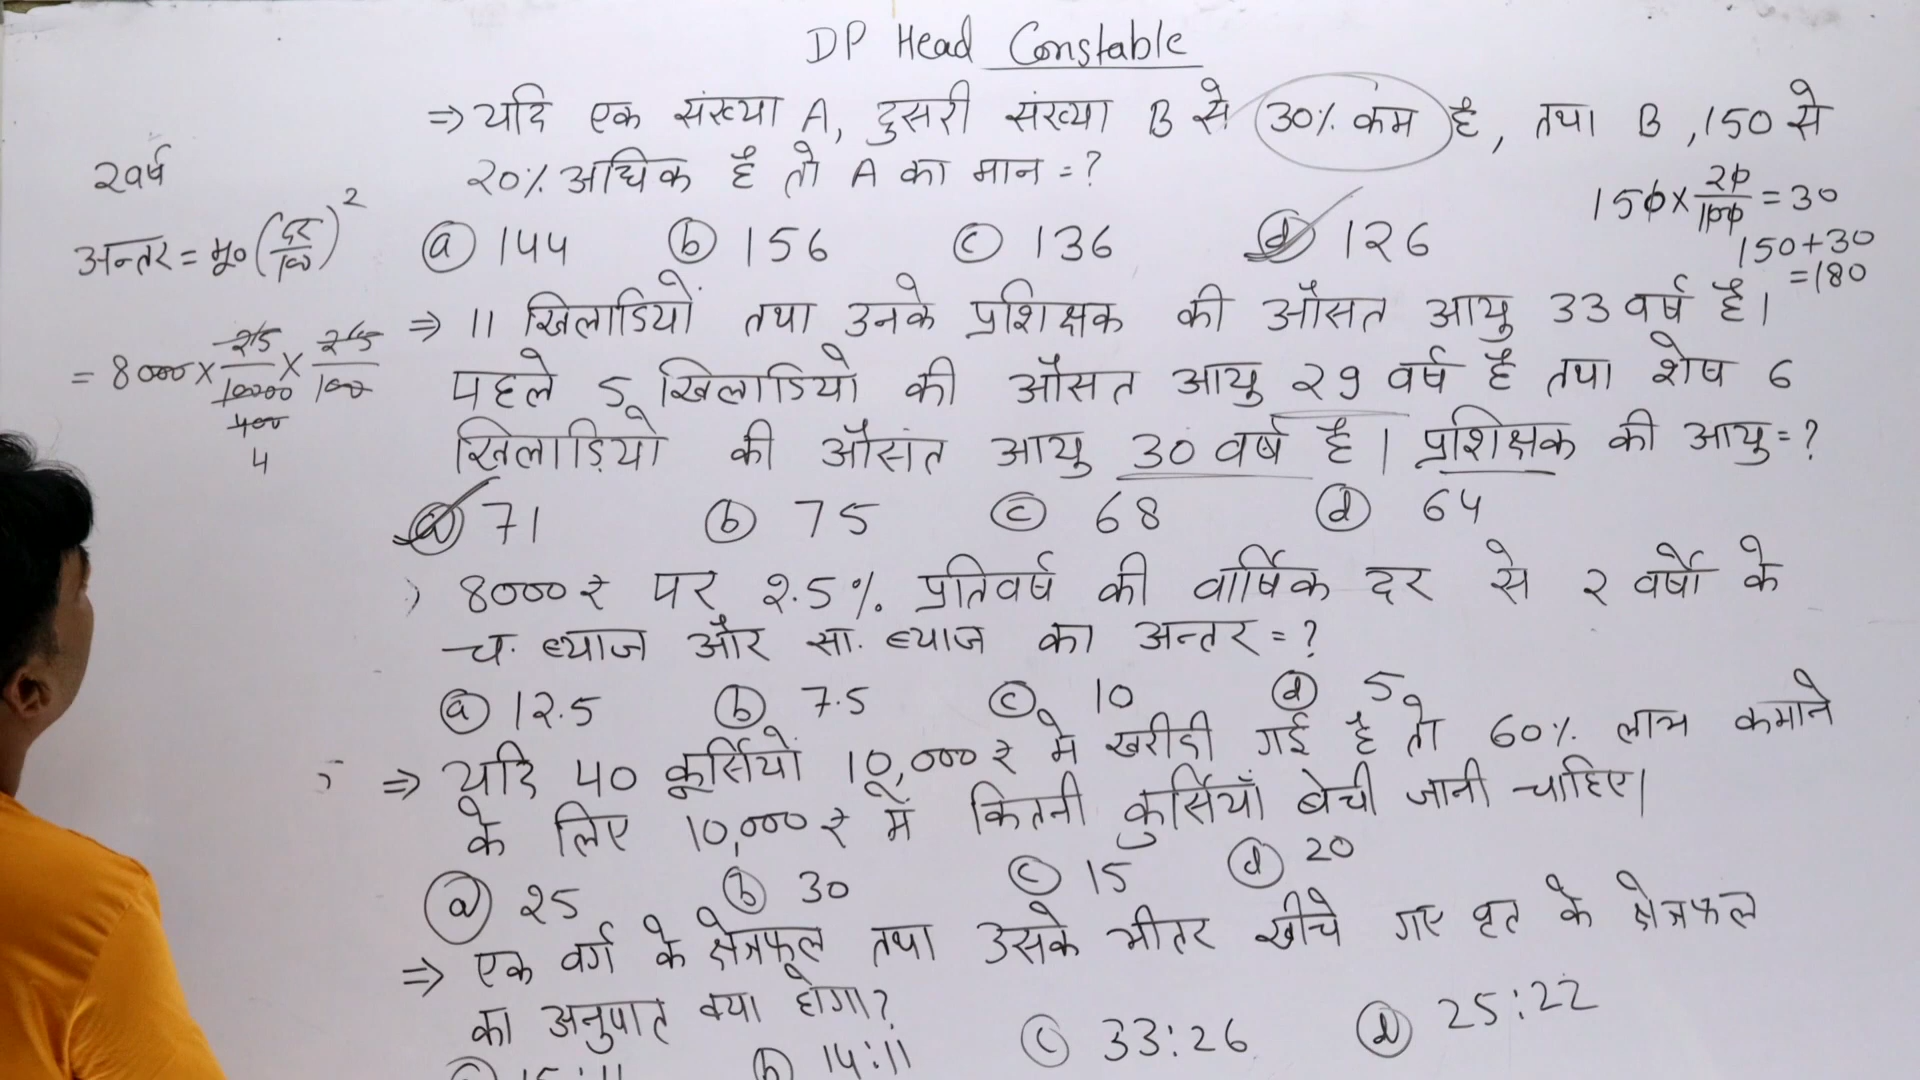 DP Head Constable
⇒ यदि एक संख्या A, दुसरी संख्या B से 30% कम है, तथा B, 150 से
20% अधिक है तो A का मान = ?
ⓐ 144 ⓑ 156 ⓒ 136 ⓓ 126
150 × 20/100 = 30
150+30
=180
2 वर्ष
अन्तर = मू० (दर/100)²
= 8000 × 25/1000 × 25/100
400
4
⇒ 11 खिलाडियों तथा उनके प्रशिक्षक की औसत आयु 33 वर्ष है।
पहले 5 खिलाडियो की औसत आयु 29 वर्ष है तथा शेष 6
खिलाड़ियो की औसत आयु 30 वर्ष है। प्रशिक्षक की आयु = ?
ⓐ 71 ⓑ 75 ⓒ 68 ⓓ 64
8000 ₹ पर 2.5% प्रतिवर्ष की वार्षिक दर से 2 वर्षो के
च. ब्याज और सा. ब्याज का अन्तर = ?
ⓐ 12.5 ⓑ 7.5 ⓒ 10 ⓓ 5
⇒ यदि 40 कूर्सियों 10,000 ₹ मे खरीदी गई है तो 60% लाभ कमाने
के लिए 10,000 ₹ में कितनी कुर्सियाँ बेची जानी चाहिए।
ⓐ 25 ⓑ 30 ⓒ 15 ⓓ 20
⇒ एक वर्ग के क्षेत्रफल तथा उसके भीतर खीचे गए वृत के क्षेत्रफल
का अनुपात क्या होगा?
ⓑ 14:11 ⓒ 33:26 ⓓ 25:22